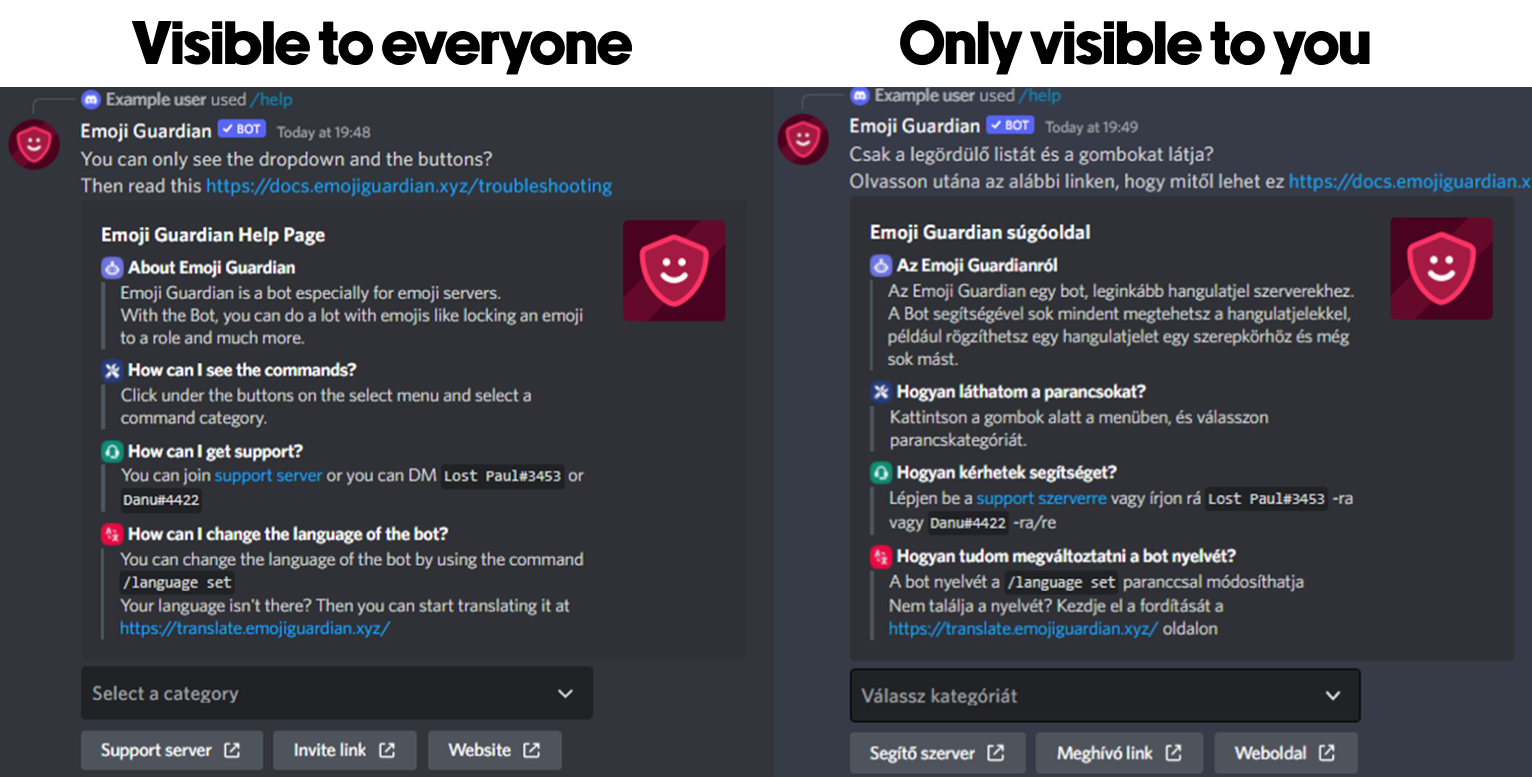 Visible to everyone
Example user used /help
Emoji Guardian BOT Today at 19:48
You can only see the dropdown and the buttons?
Then read this https://docs.emojiguardian.xyz/troubleshooting
Emoji Guardian Help Page
About Emoji Guardian
Emoji Guardian is a bot especially for emoji servers.
With the Bot, you can do a lot with emojis like locking an emoji
to a role and much more.
How can I see the commands?
Click under the buttons on the select menu and select a
command category.
How can I get support?
You can join support server or you can DM Lost Paul#3453 or
Danu#4422
How can I change the language of the bot?
You can change the language of the bot by using the command
/language set
Your language isn't there? Then you can start translating it at
https://translate.emojiguardian.xyz/
Select a category
Support server
Invite link
Website
Only visible to you
Example user used /help
Emoji Guardian BOT Today at 19:49
Csak a legördülő listát és a gombokat látja?
Olvasson utána az alábbi linken, hogy mitől lehet ez https://docs.emojiguardian.x
Emoji Guardian súgóoldal
Az Emoji Guardianról
Az Emoji Guardian egy bot, leginkább hangulatjel szerverekhez.
A Bot segítségével sok mindent megtehetsz a hangulatjelekkel,
például rögzíthetsz egy hangulatjelet egy szerepkörhöz és még
sok mást.
Hogyan láthatom a parancsokat?
Kattintson a gombok alatt a menüben, és válasszon
parancskategóriát.
Hogyan kérhetek segítséget?
Lépjen be a support szerverre vagy írjon rá Lost Paul#3453 -ra
vagy Danu#4422 -ra/re
Hogyan tudom megváltoztatni a bot nyelvét?
A bot nyelvét a /language set paranccsal módosíthatja
Nem találja a nyelvét? Kezdje el a fordítását a
https://translate.emojiguardian.xyz/ oldalon
Válassz kategóriát
Segítő szerver
Meghívó link
Weboldal